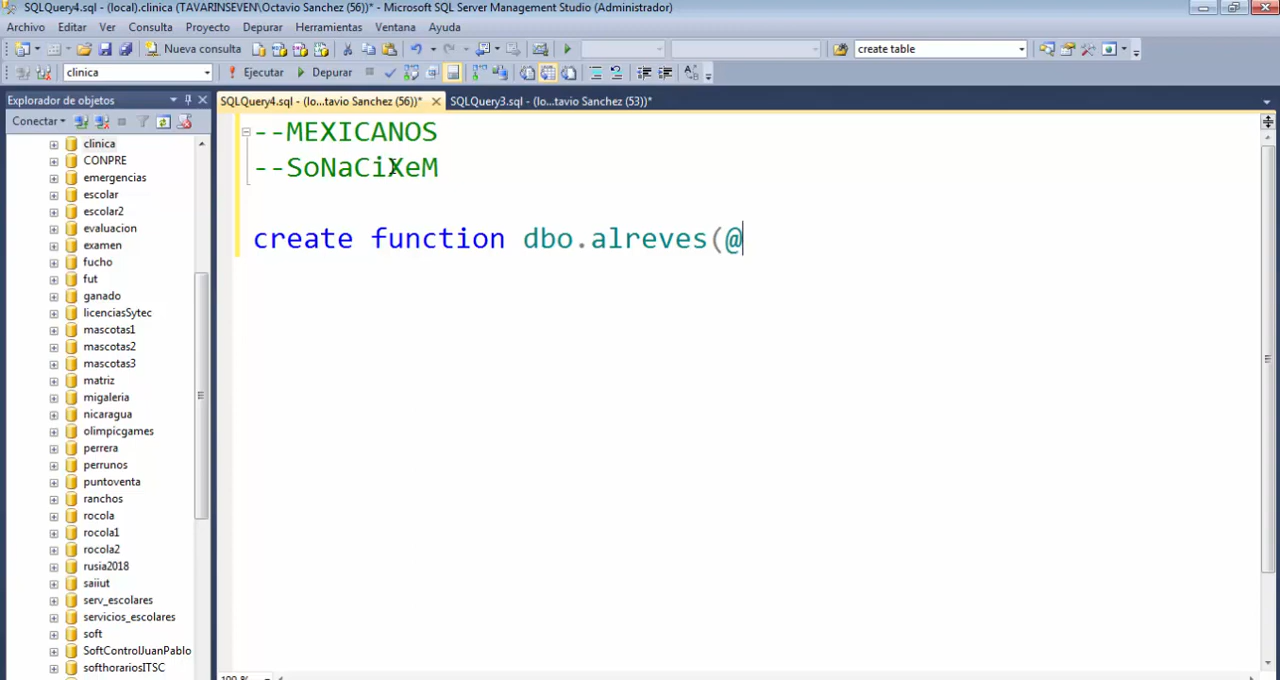 SQLQuery4.sql - (local).clinica (TAVARINSEVEN\Octavio Sanchez (56))* - Microsoft SQL Server Management Studio (Administrador)
Archivo Editar Ver Consulta Proyecto Depurar Herramientas Ventana Ayuda
Nueva consulta create table
clinica Ejecutar Depurar
Explorador de objetos
SQLQuery4.sql - (lo...tavio Sanchez (56))* SQLQuery3.sql - (lo...tavio Sanchez (53))*
Conectar
clinica
CONPRE
emergencias
escolar
escolar2
evaluacion
examen
fucho
fut
ganado
licenciasSytec
mascotas1
mascotas2
mascotas3
matriz
migaleria
nicaragua
olimpicgames
perrera
perrunos
puntoventa
ranchos
rocola
rocola1
rocola2
rusia2018
saiiut
serv_escolares
servicios_escolares
soft
SoftControlJuanPablo
softhorariosITSC
--MEXICANOS
--SoNaCiXeM
create function dbo.alreves(@
100 %